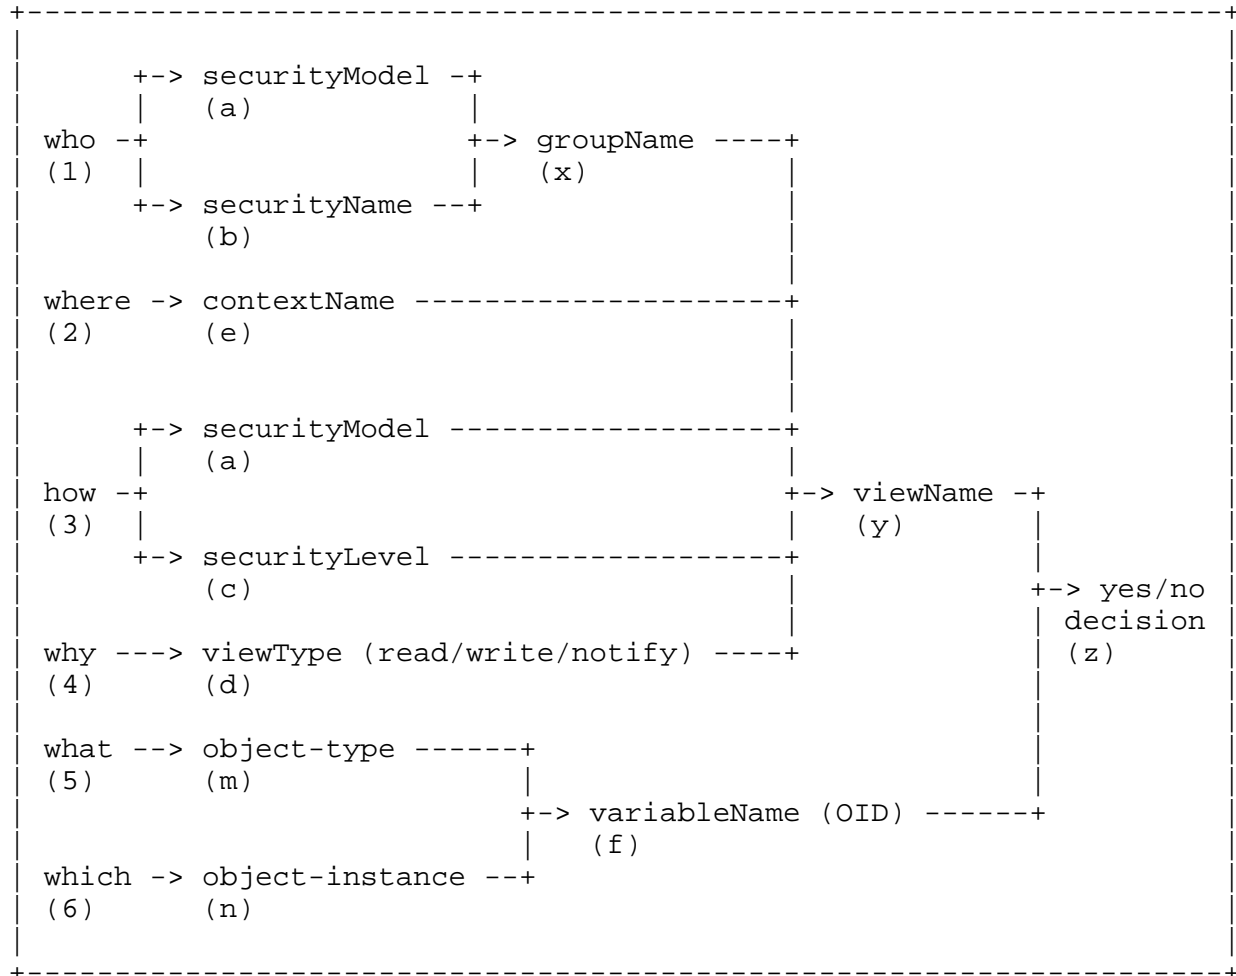 +-> securityModel -+
| (a) |
who -+ +-> groupName ----+
(1) | | (x) |
+-> securityName --+ |
(b) |
where -> contextName ---------------------+
(2) (e) |
+-> securityModel -------------------+
| (a) |
how -+ +-> viewName -+
(3) | | (y) |
+-> securityLevel -------------------+ |
(c) | +-> yes/no
| | decision
why ---> viewType (read/write/notify) ----+ | (z)
(4) (d) |
what --> object-type ------+ |
(5) (m) | |
+-> variableName (OID) ------+
| (f)
which -> object-instance --+
(6) (n)